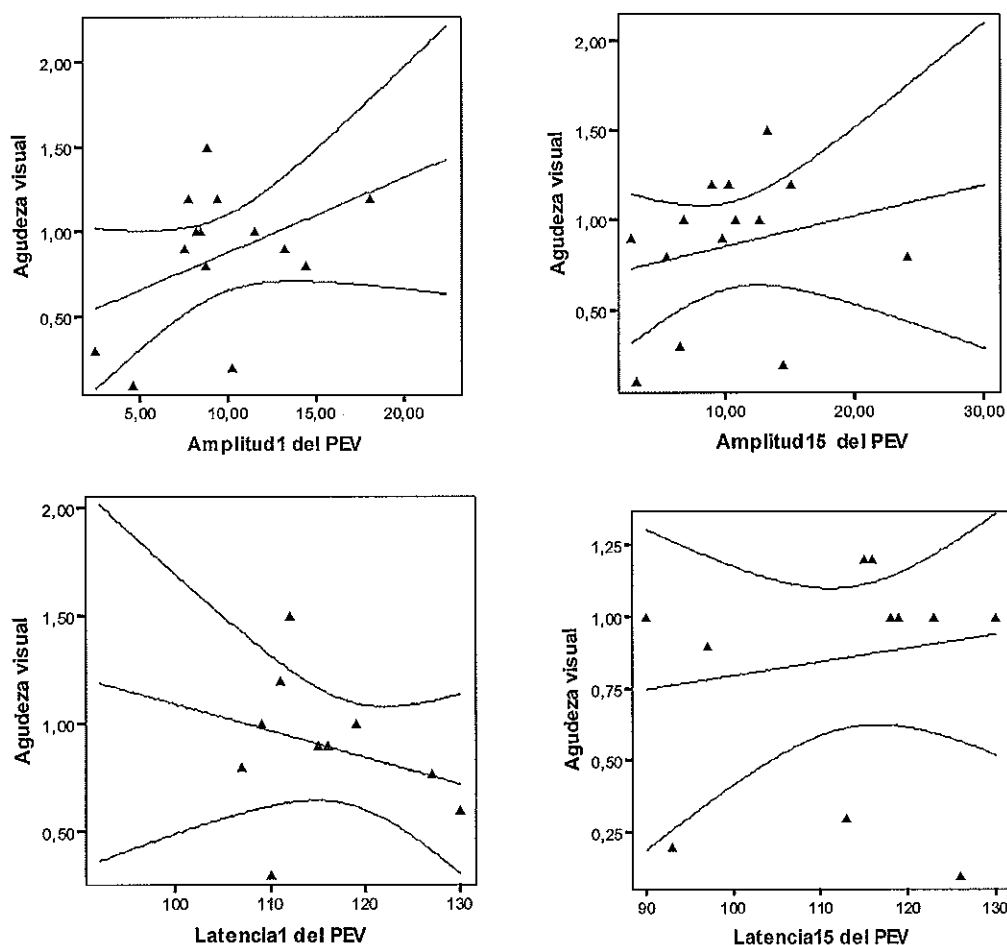 2,00
1,50
1,00
0,50
Agudeza visual
5,00 10,00 15,00 20,00
Amplitud1 del PEV
2,00
1,50
1,00
0,50
Agudeza visual
10,00 20,00 30,00
Amplitud15 del PEV
2,00
1,50
1,00
0,50
Agudeza visual
100 110 120 130
Latencia1 del PEV
1,25
1,00
0,75
0,50
0,25
Agudeza visual
90 100 110 120 130
Latencia15 del PEV